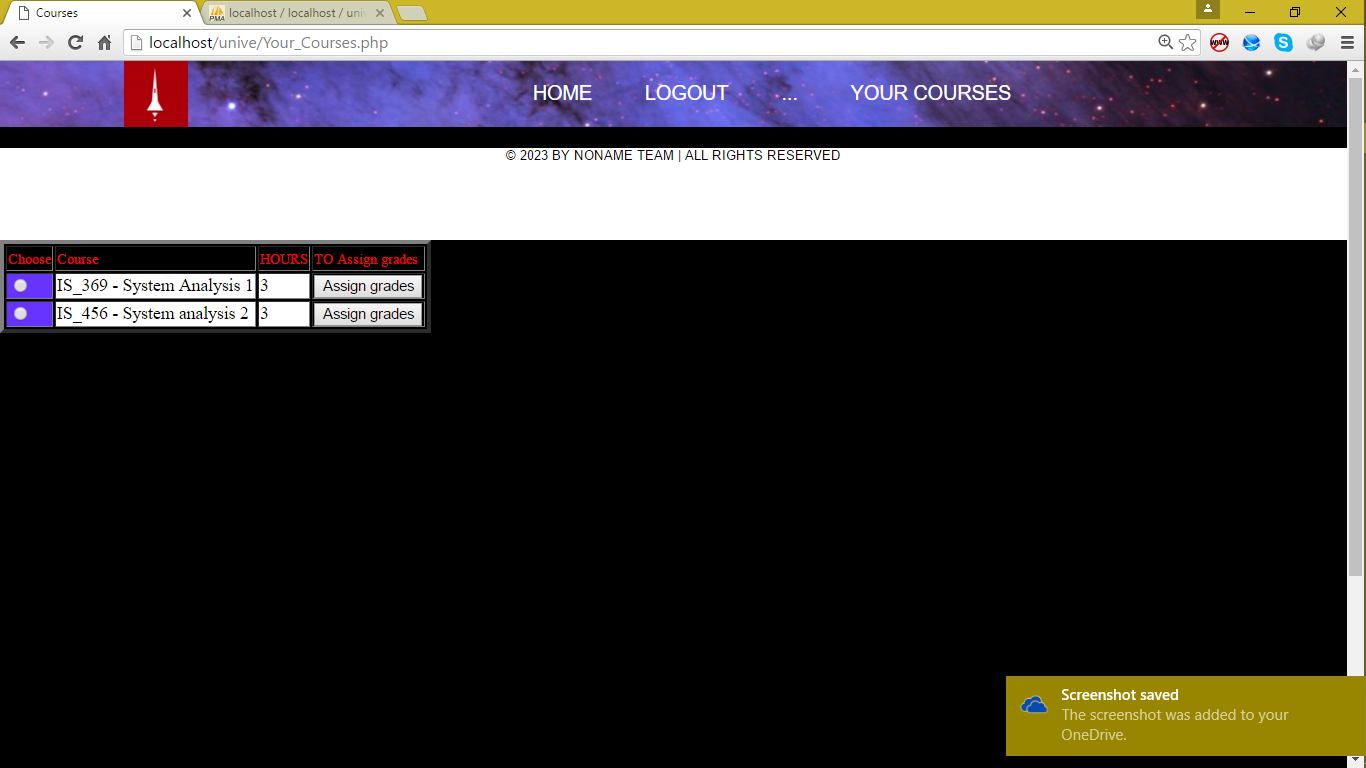 Courses
localhost / localhost / univ
localhost/unive/Your_Courses.php
HOME LOGOUT ... YOUR COURSES
© 2023 BY NONAME TEAM | ALL RIGHTS RESERVED
Choose Course HOURS TO Assign grades
IS_369 - System Analysis 1 3 Assign grades
IS_456 - System analysis 2 3 Assign grades
Screenshot saved
The screenshot was added to your
OneDrive.